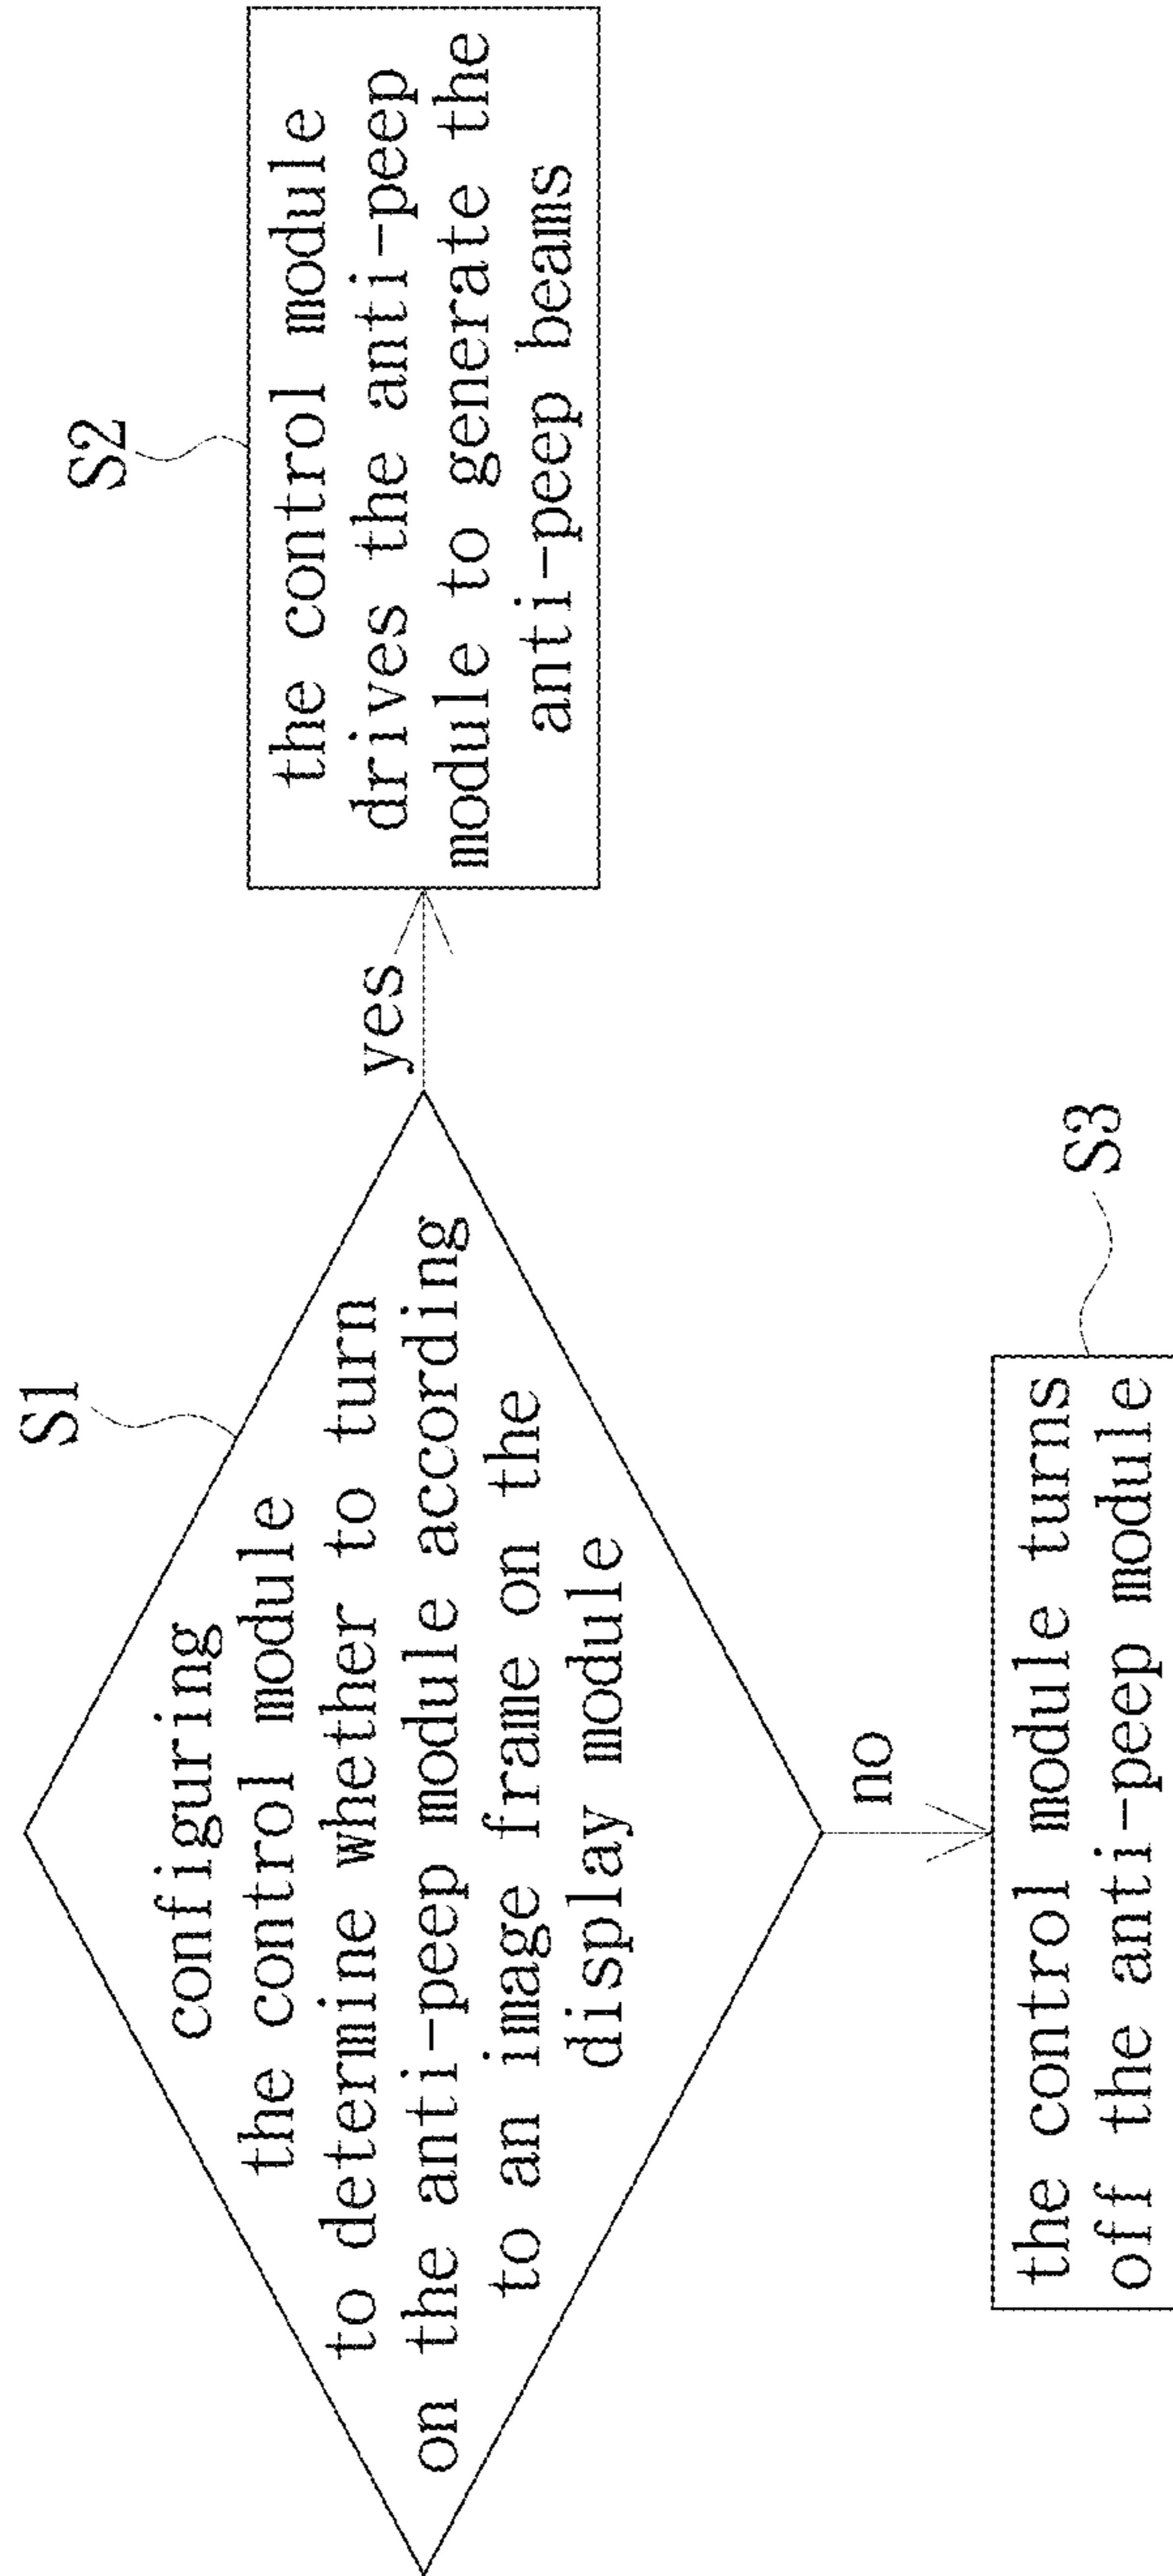 S1
configuring
the control module
to determine whether to turn
on the anti-peep module according
to an image frame on the
display module
yes
S2
the control module
drives the anti-peep
module to generate the
anti-peep beams
no
S3
the control module turns
off the anti-peep module